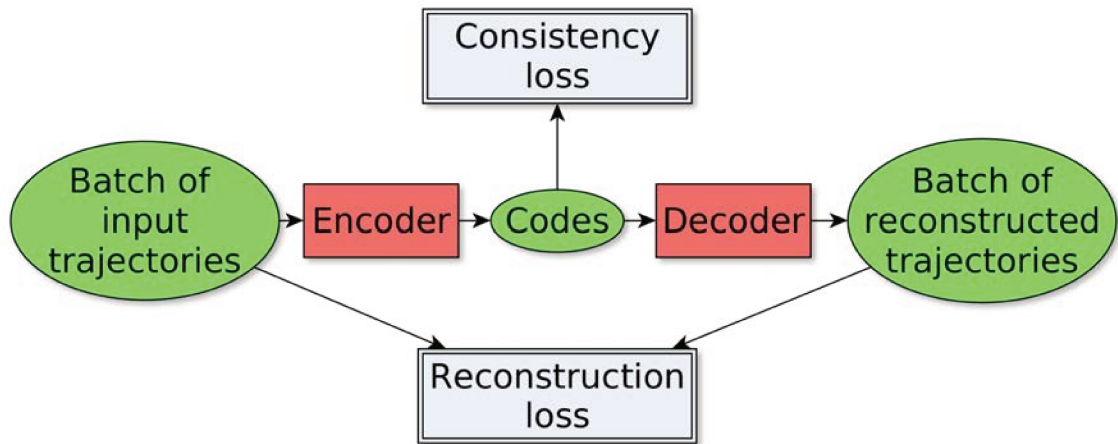 Consistency
loss
Batch of
input
trajectories
Encoder
Codes
Decoder
Batch of
reconstructed
trajectories
Reconstruction
loss